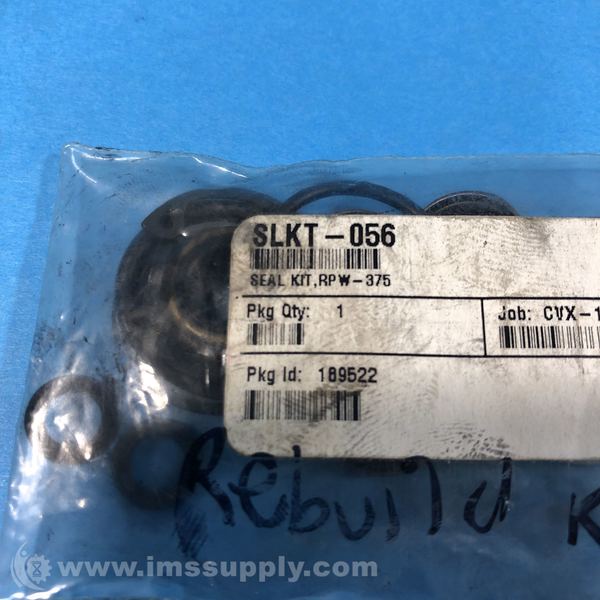 SLKT-056
SEAL KIT,RPW-375
Pkg Qty: 1
Job: CVX-1
Pkg Id: 189522
Rebuild K
www.imssupply.com